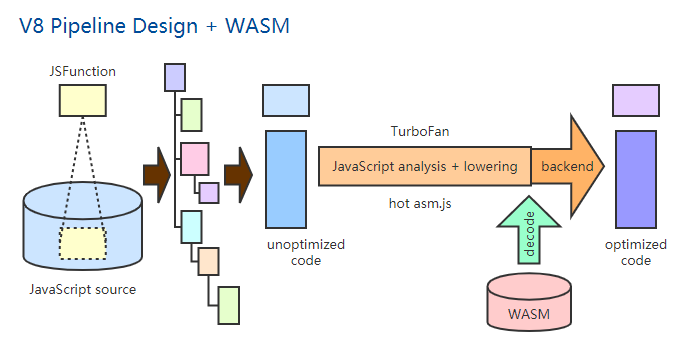 V8 Pipeline Design + WASM
JSFunction
TurboFan
JavaScript analysis + lowering
backend
hot asm.js
unoptimized
code
optimized
code
decode
JavaScript source
WASM